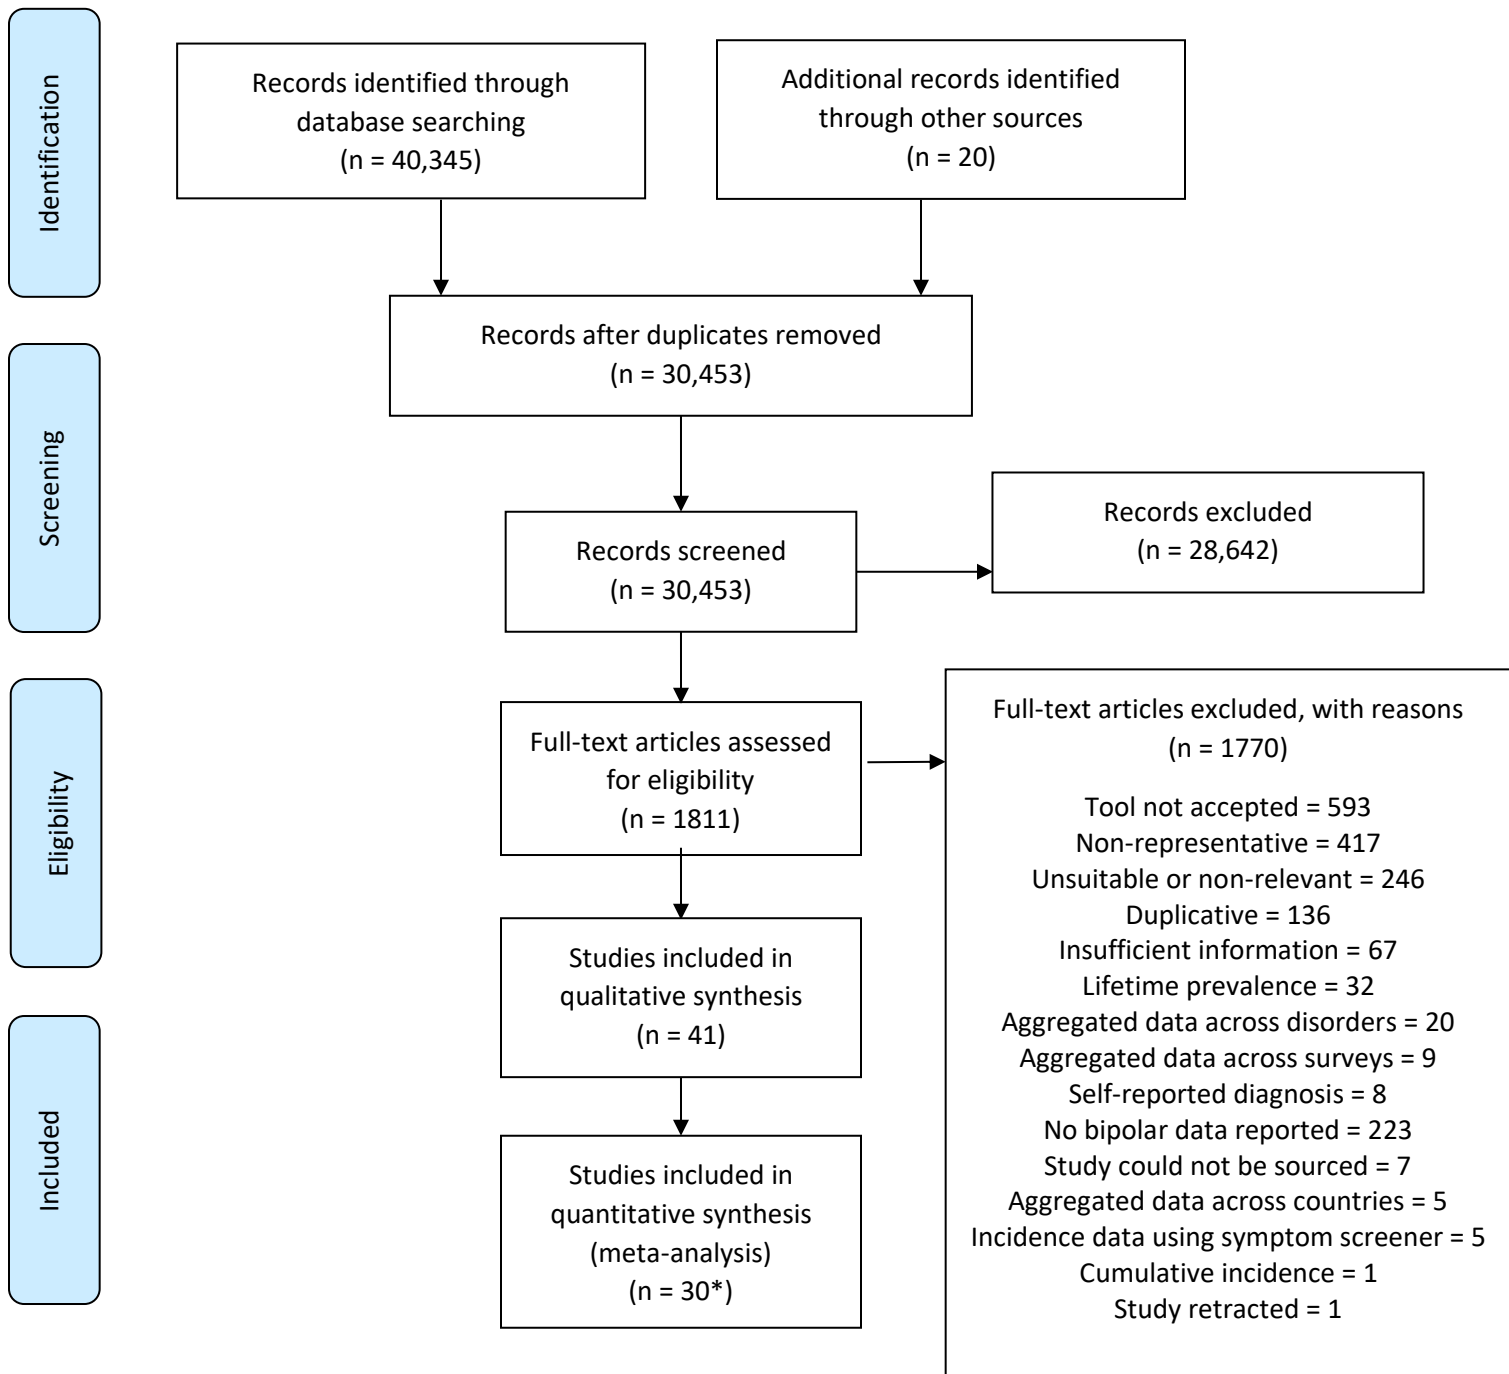 Identification
Records identified through
database searching
(n = 40,345)
Additional records identified
through other sources
(n = 20)
Records after duplicates removed
(n = 30,453)
Screening
Records screened
(n = 30,453)
Records excluded
(n = 28,642)
Eligibility
Full-text articles assessed
for eligibility
(n = 1811)
Full-text articles excluded, with reasons
(n = 1770)
Tool not accepted = 593
Non-representative = 417
Unsuitable or non-relevant = 246
Duplicative = 136
Insufficient information = 67
Lifetime prevalence = 32
Aggregated data across disorders = 20
Aggregated data across surveys = 9
Self-reported diagnosis = 8
No bipolar data reported = 223
Study could not be sourced = 7
Aggregated data across countries = 5
Incidence data using symptom screener = 5
Cumulative incidence = 1
Study retracted = 1
Studies included in
qualitative synthesis
(n = 41)
Included
Studies included in
quantitative synthesis
(meta-analysis)
(n = 30*)